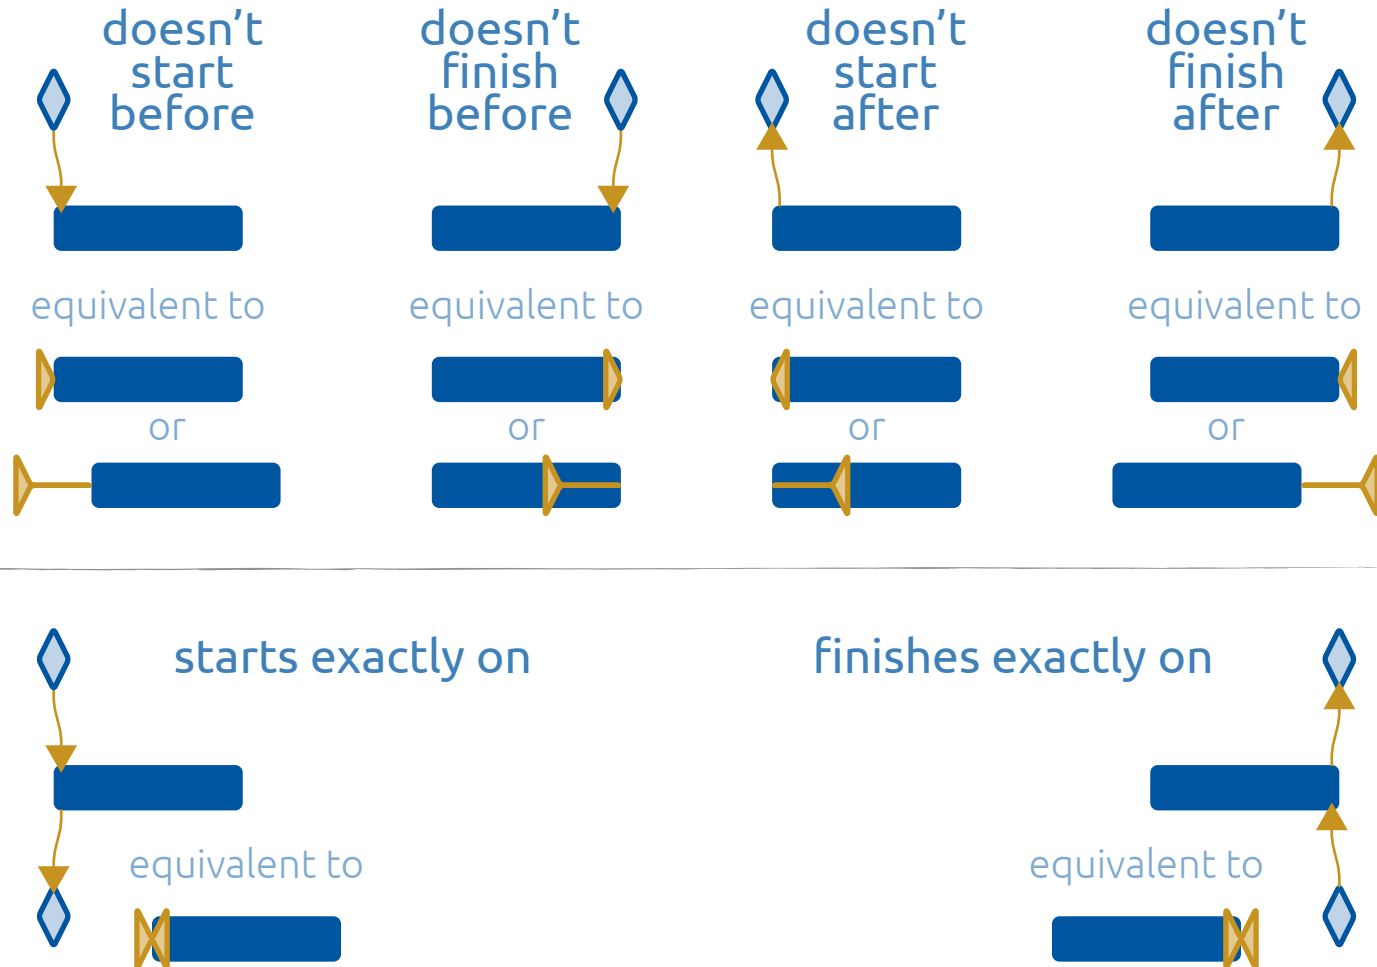 doesn’t
start
before
doesn’t
finish
before
doesn’t
start
after
doesn’t
finish
after
equivalent to
equivalent to
equivalent to
equivalent to
or
or
or
or
starts exactly on
finishes exactly on
equivalent to
equivalent to